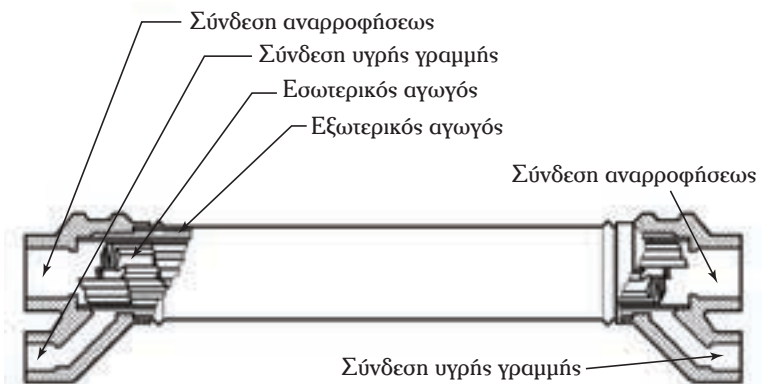 Σύνδεση αναρροφήσεως
Σύνδεση υγρής γραμμής
Εσωτερικός αγωγός
Εξωτερικός αγωγός
Σύνδεση αναρροφήσεως
Σύνδεση υγρής γραμμής